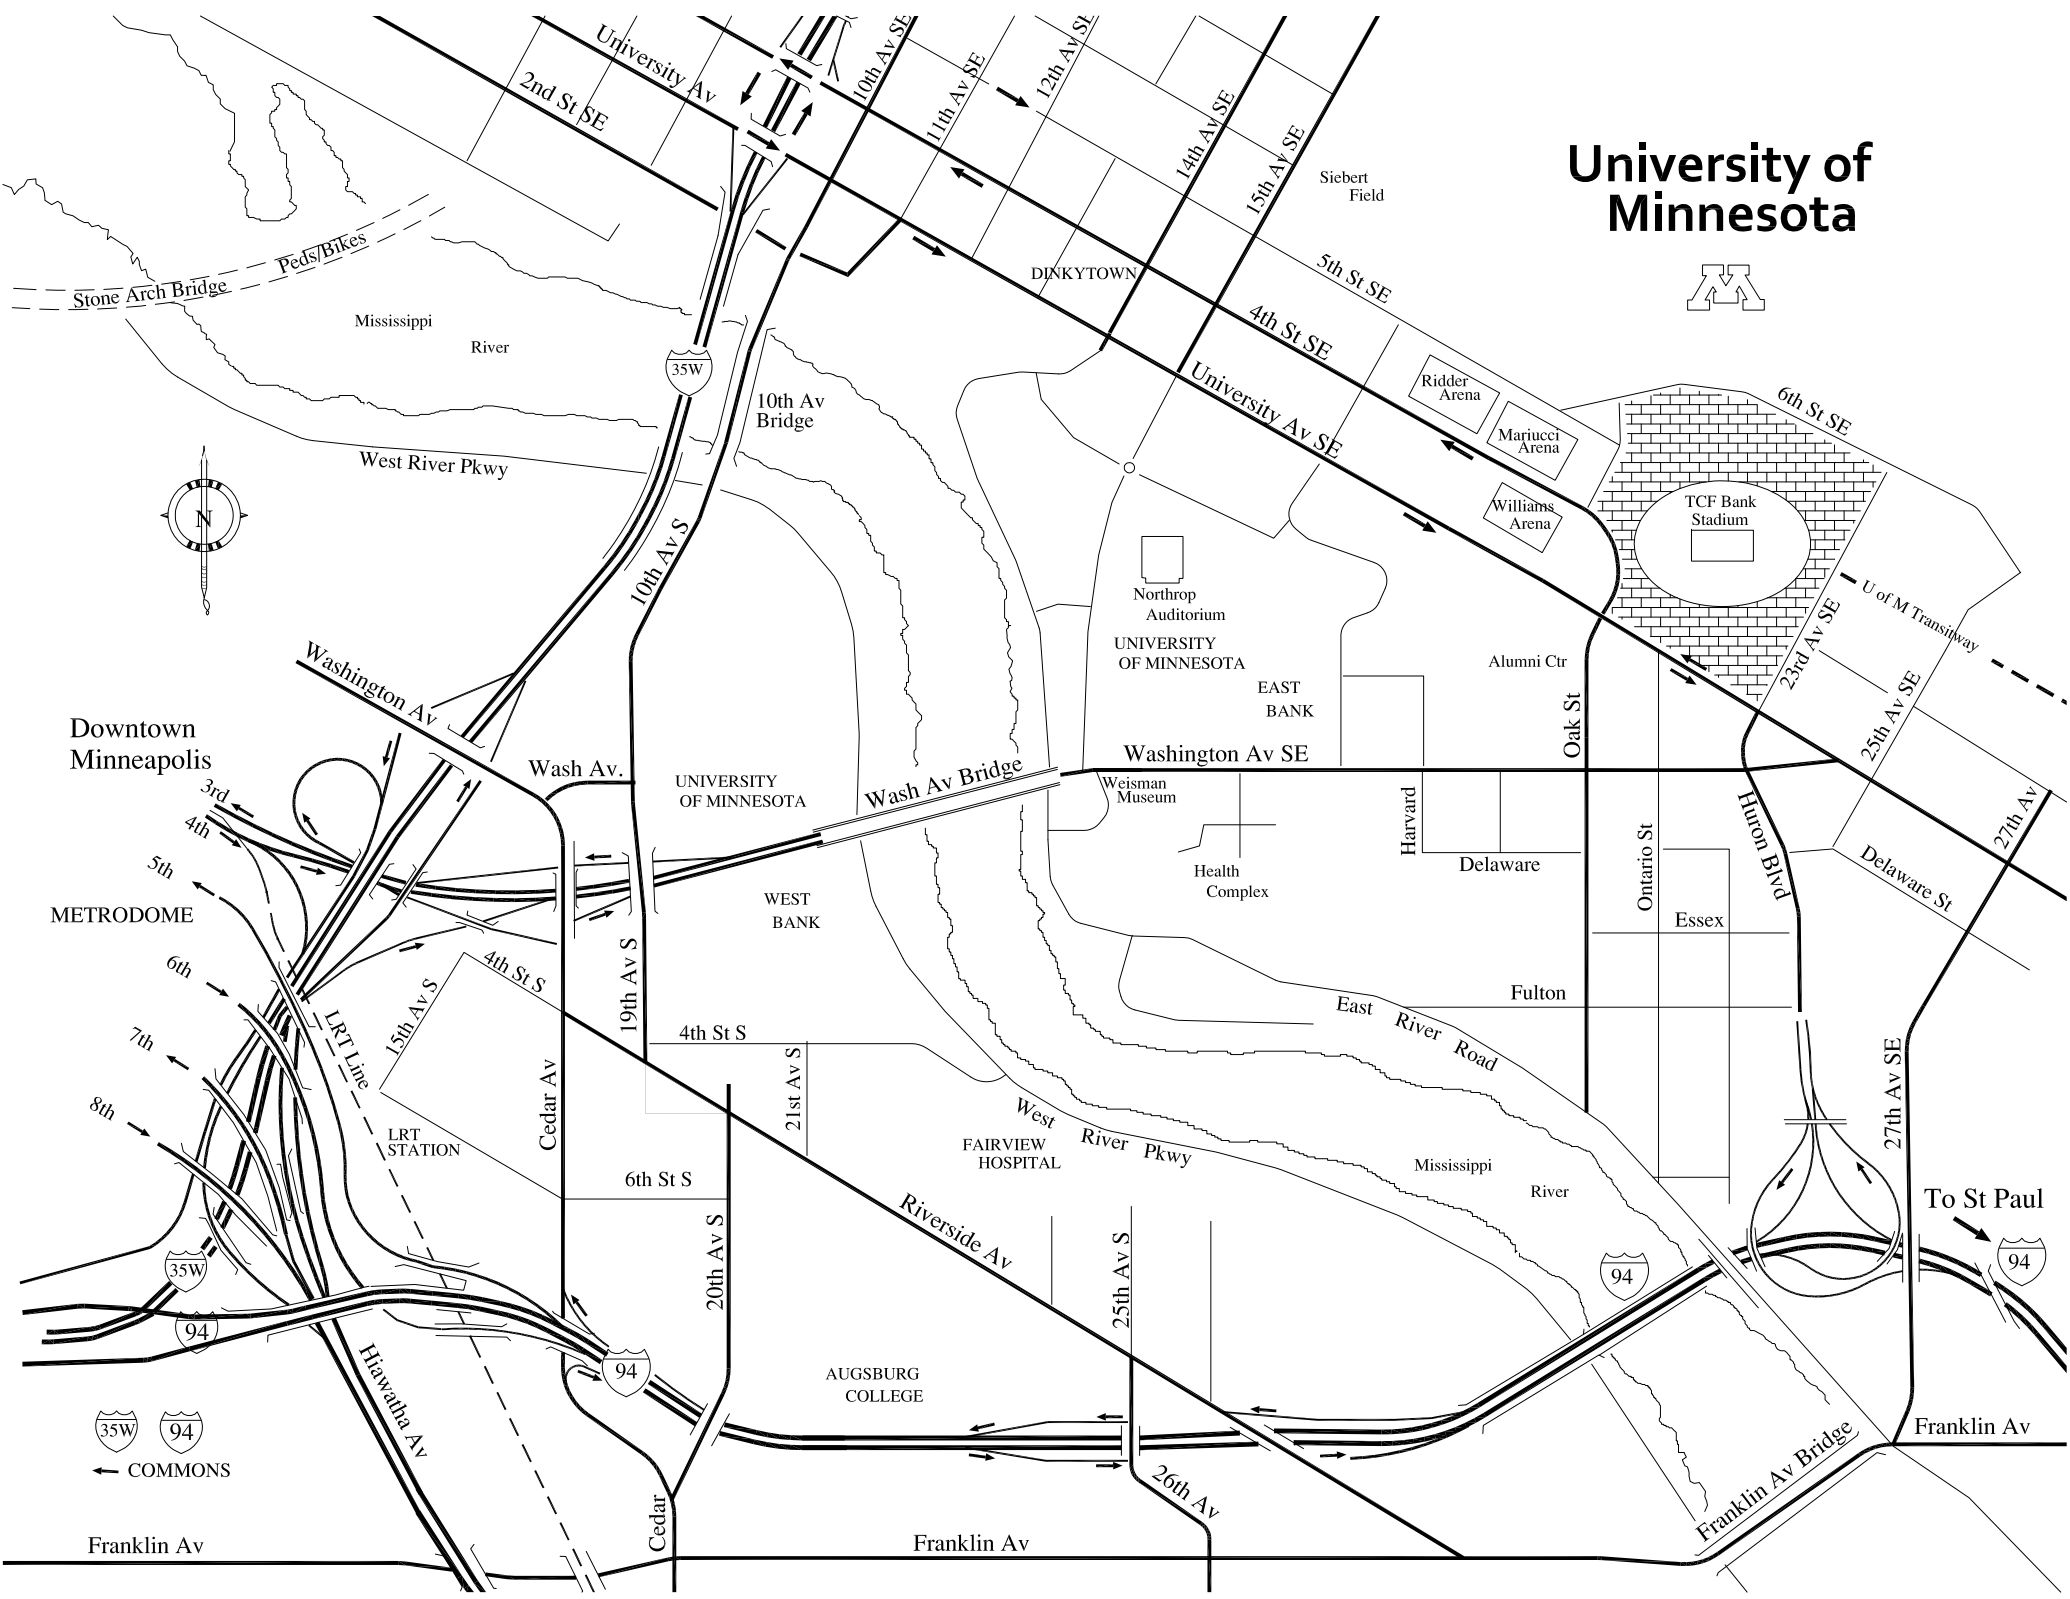 University Av
2nd St SE
10th Av SE
11th Av SE
12th Av SE
14th Av SE
15th Av SE
Siebert
Field
University of
Minnesota
M
Peds/Bikes
Stone Arch Bridge
Mississippi
River
35W
10th Av
Bridge
West River Pkwy
DINKYTOWN
5th St SE
4th St SE
University Av SE
Ridder
Arena
Mariucci
Arena
Williams
Arena
6th St SE
TCF Bank
Stadium
U of M Transitway
23rd Av SE
25th Av SE
27th Av
N
10th Av S
Northrop
Auditorium
UNIVERSITY
OF MINNESOTA
EAST
BANK
Alumni Ctr
Oak St
Washington Av
Downtown
Minneapolis
3rd
4th
5th
METRODOME
6th
7th
8th
Wash Av.
UNIVERSITY
OF MINNESOTA
Wash Av Bridge
Washington Av SE
Weisman
Museum
Health
Complex
Harvard
Delaware
Ontario St
Huron Blvd
Delaware St
Essex
Fulton
WEST
BANK
4th St S
15th Av S
19th Av S
LRT Line
4th St S
21st Av S
Cedar Av
LRT
STATION
6th St S
20th Av S
East River Road
West River Pkwy
FAIRVIEW
HOSPITAL
Mississippi
River
27th Av SE
To St Paul
94
94
Riverside Av
25th Av S
35W
94
94
Hiawatha Av
AUGSBURG
COLLEGE
35W
94
COMMONS
26th Av
Cedar
Franklin Av
Franklin Av
Franklin Av Bridge
Franklin Av